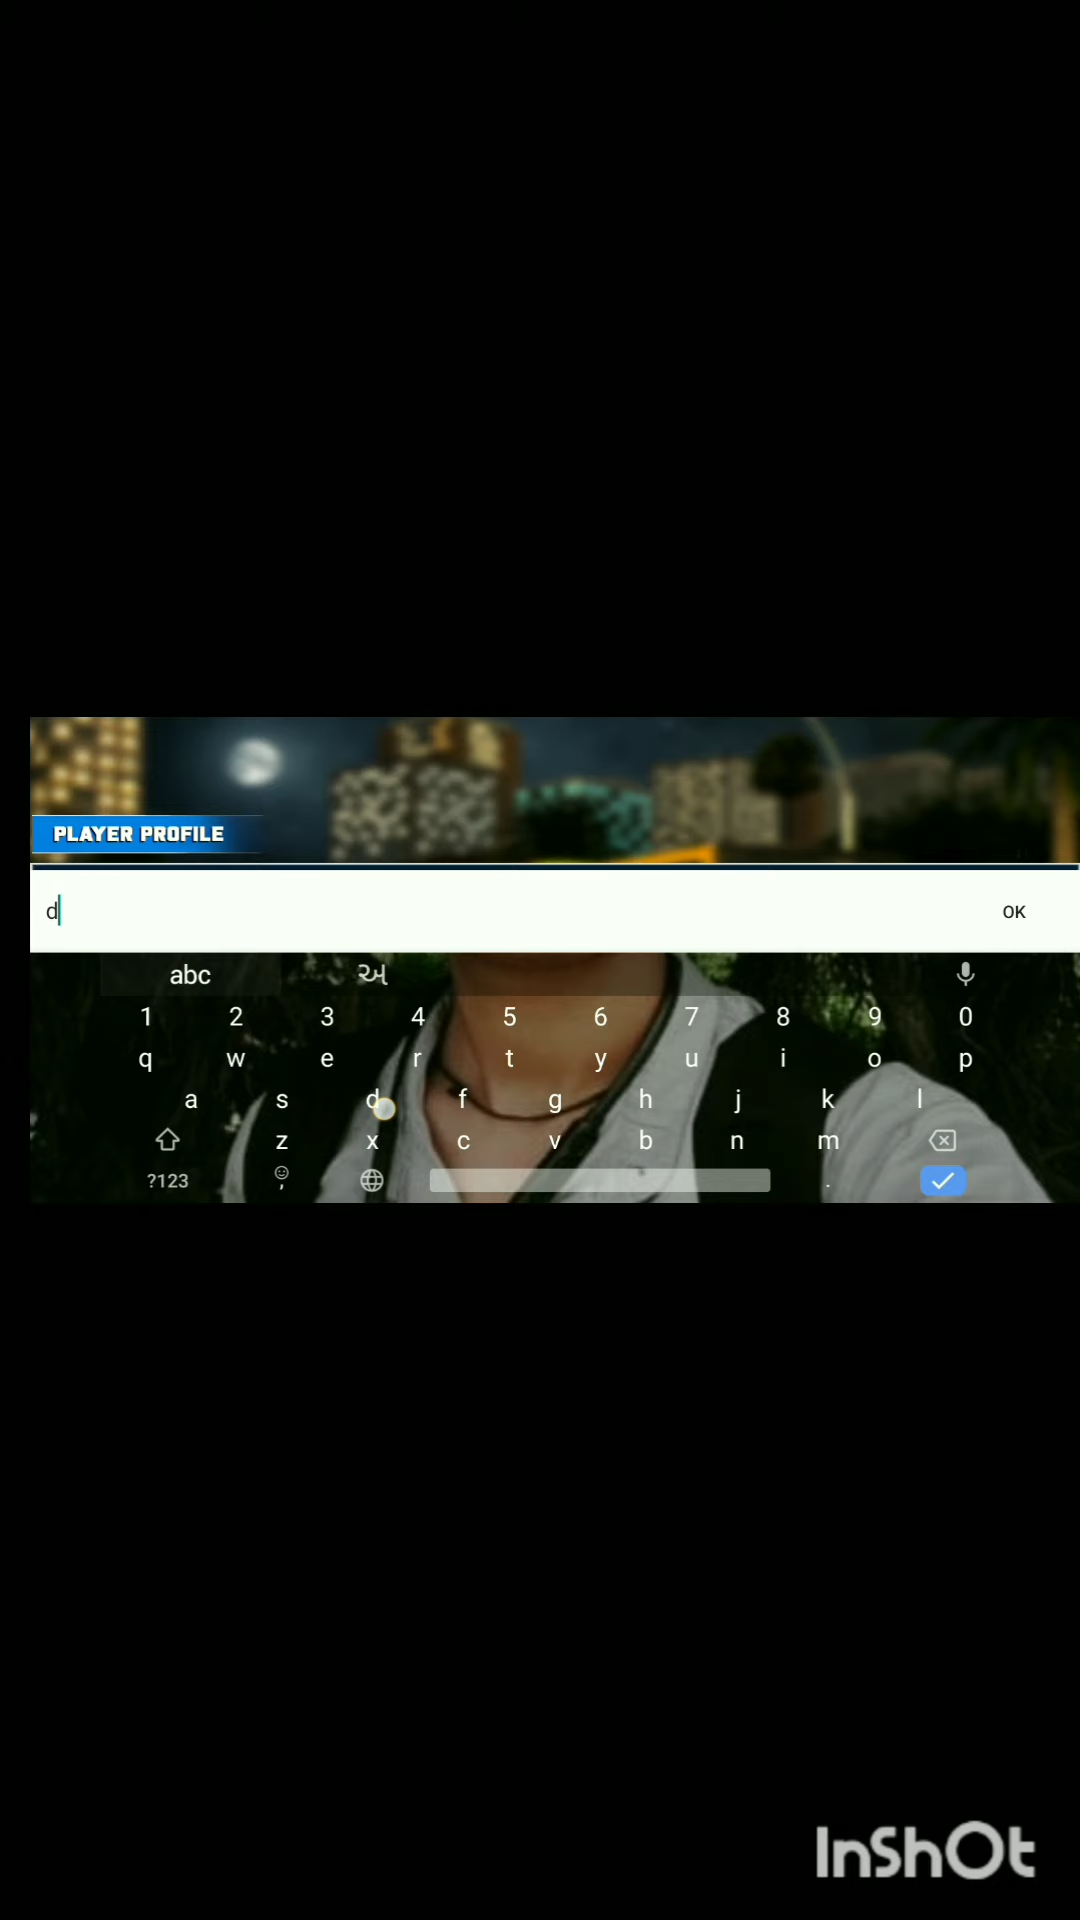 PLAYER PROFILE
d OK
abc અ
1 2 3 4 5 6 7 8 9 0
q w e r t y u i o p
a s d f g h j k l
z x c v b n m
?123 , .
InShOt